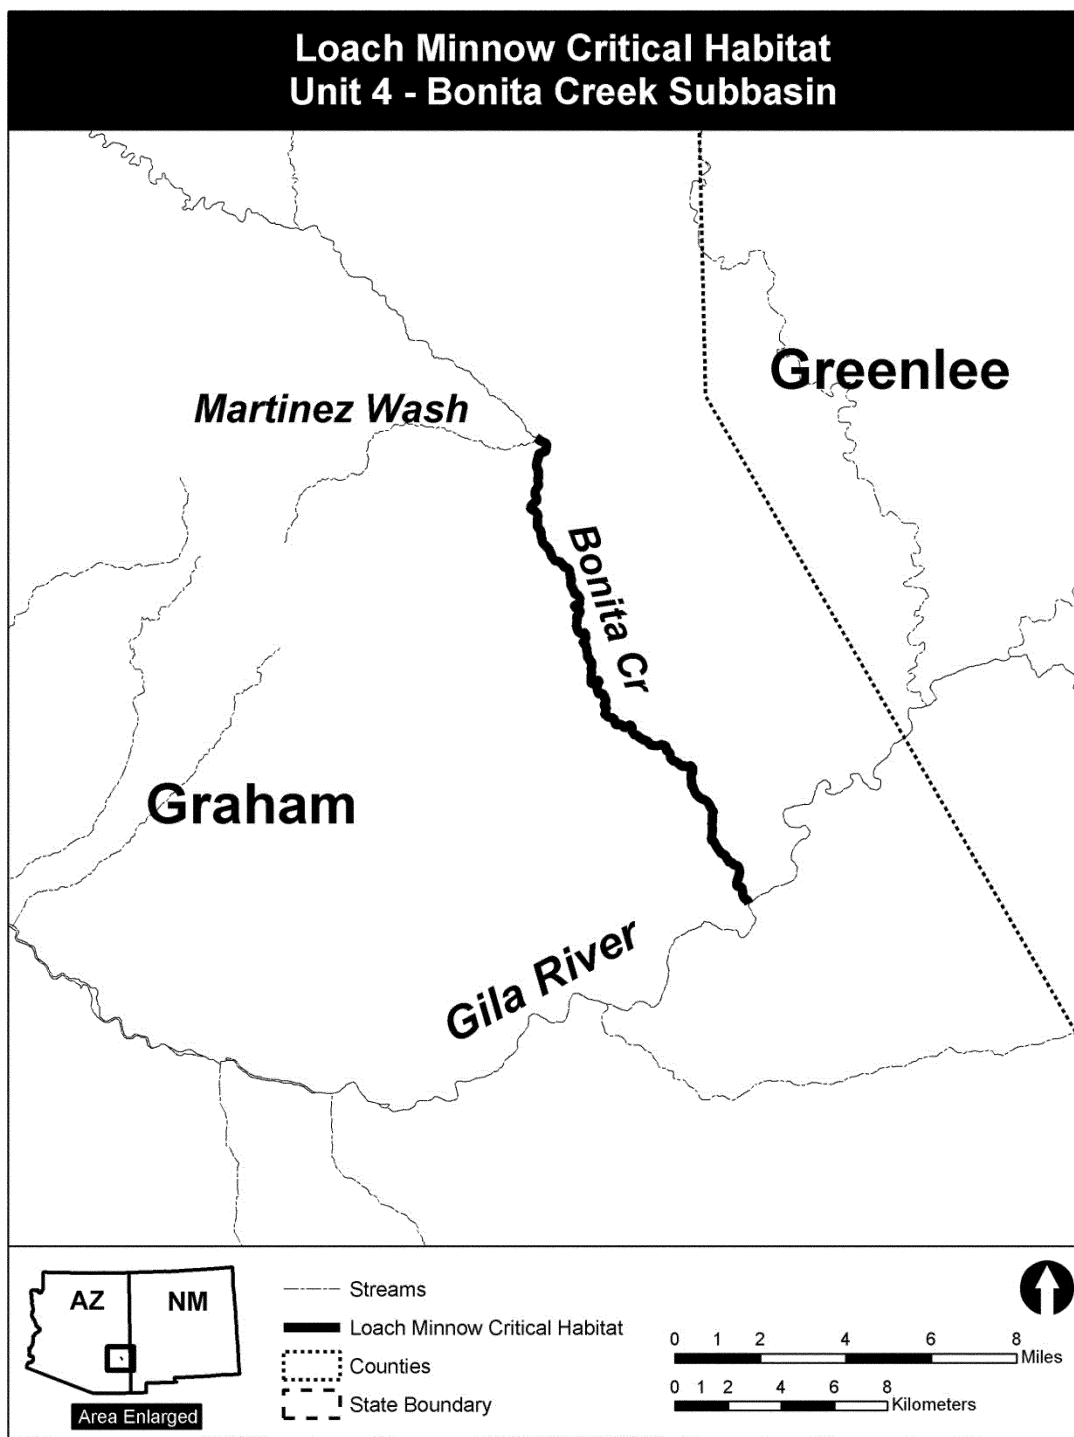 Loach Minnow Critical Habitat
Unit 4 - Bonita Creek Subbasin
Greenlee
Martinez Wash
Bonita Cr
Graham
Gila River
AZ
NM
Area Enlarged
Streams
Loach Minnow Critical Habitat
Counties
State Boundary
0 1 2 4 6 8
Miles
0 1 2 4 6 8
Kilometers